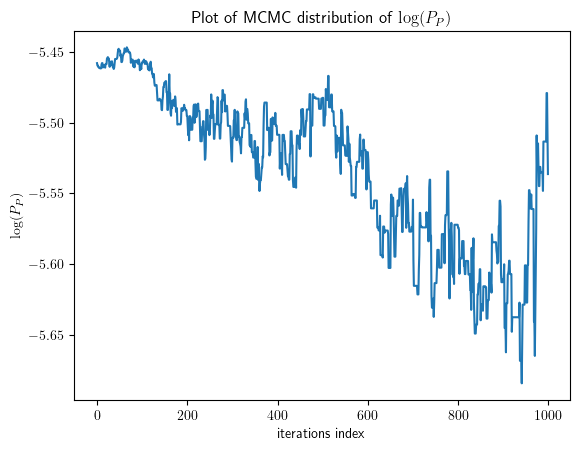 Plot of MCMC distribution of log(P_P)
log(P_P)
−5.45
−5.50
−5.55
−5.60
−5.65
0 200 400 600 800 1000
iterations index